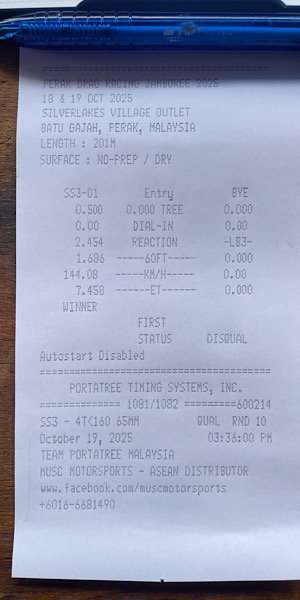 ========================================
PERAK DRAG RACING JAMBOREE 2025
18 & 19 OCT 2025
SILVERLAKES VILLAGE OUTLET
BATU GAJAH, PERAK, MALAYSIA
LENGTH : 201M
SURFACE : NO-PREP / DRY
SS3-01 Entry BYE
0.500 0.000 TREE 0.000
0.00 DIAL-IN 0.00
2.454 REACTION -LB3-
1.686 -----60FT----- 0.000
144.08 -----KM/H----- 0.00
7.458 ------ET------ 0.000
WINNER
FIRST
STATUS DISQUAL
Autostart Disabled
========================================
PORTATREE TIMING SYSTEMS, INC.
============== 1081/1082 =========600214
SS3 - 4TK160 65MM QUAL RND 10
October 19, 2025 03:36:00 PM
TEAM PORTATREE MALAYSIA
MUSC MOTORSPORTS - ASEAN DISTRIBUTOR
www.facebook.com/muscmotorsports
+6016-6681490